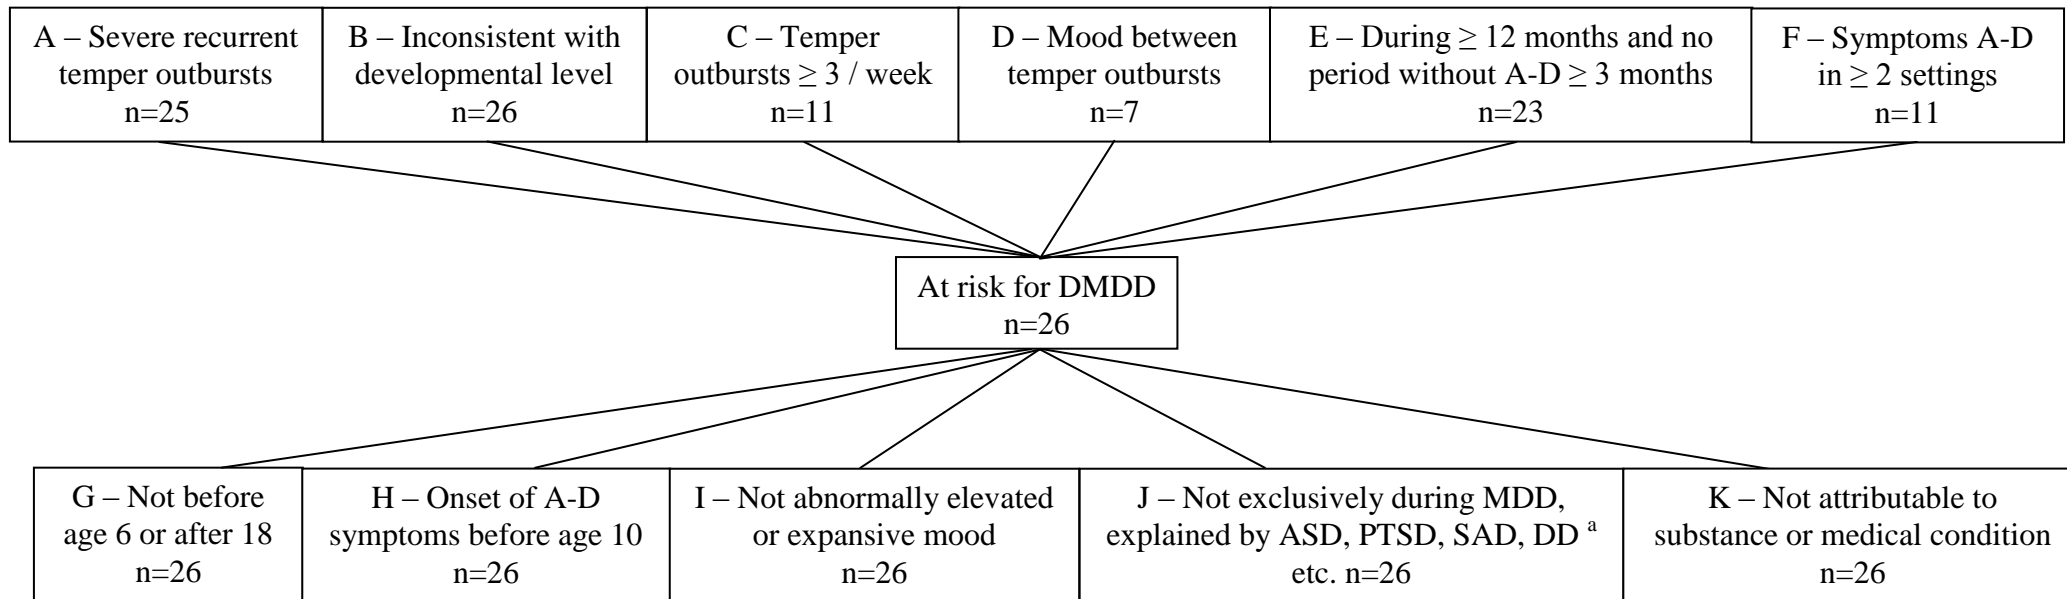 A – Severe recurrent
temper outbursts
n=25
B – Inconsistent with
developmental level
n=26
C – Temper
outbursts ≥ 3 / week
n=11
D – Mood between
temper outbursts
n=7
E – During ≥ 12 months and no
period without A-D ≥ 3 months
n=23
F – Symptoms A-D
in ≥ 2 settings
n=11
At risk for DMDD
n=26
G – Not before
age 6 or after 18
n=26
H – Onset of A-D
symptoms before age 10
n=26
I – Not abnormally elevated
or expansive mood
n=26
J – Not exclusively during MDD,
explained by ASD, PTSD, SAD, DD ᵃ
etc. n=26
K – Not attributable to
substance or medical condition
n=26